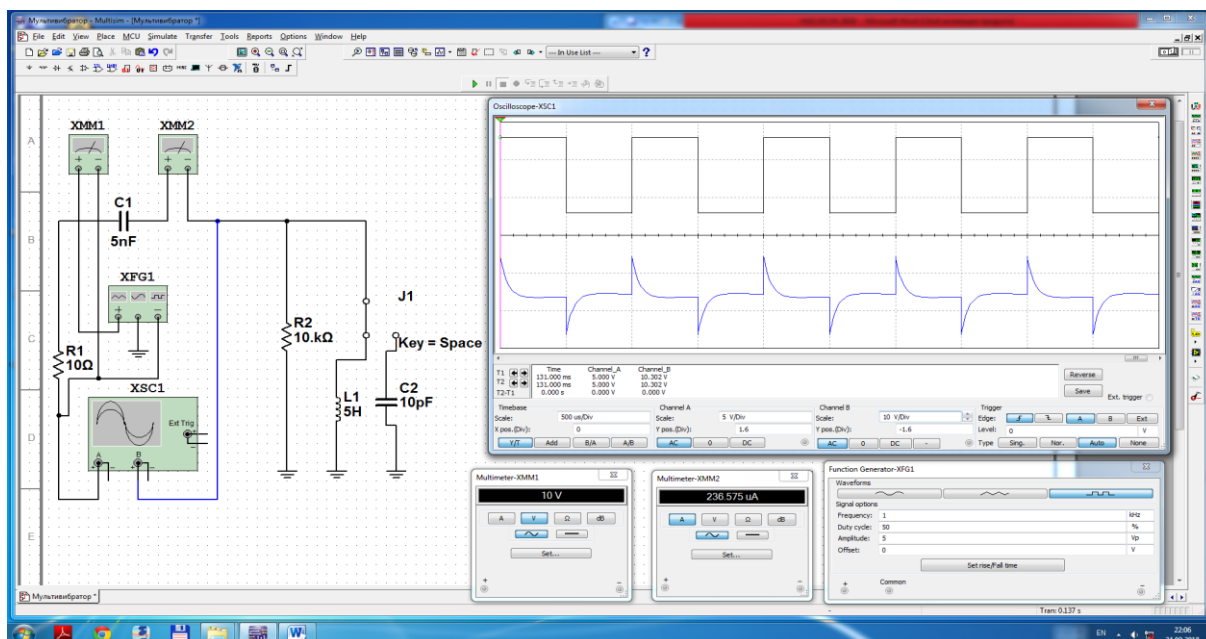 Мультивибратор - Multisim - [Мультивибратор *]
File Edit View Place MCU Simulate Transfer Tools Reports Options Window Help
--- In Use List ---
?
A
B
C
D
E
XMM1
XMM2
C1
5nF
XFG1
R1
10Ω
XSC1
Ext Trig
A
B
R2
10.kΩ
J1
Key = Space
L1
5H
C2
10pF
Oscilloscope-XSC1
Time Channel_A Channel_B
T1 131.000 ms 5.000 V 10.302 V
T2 131.000 ms 5.000 V 10.302 V
T2-T1 0.000 s 0.000 V 0.000 V
Reverse
Save
Ext. trigger
Timebase
Scale: 500 us/Div
X pos.(Div): 0
Y/T Add B/A A/B
Channel A
Scale: 5 V/Div
Y pos.(Div): 1.6
AC 0 DC
Channel B
Scale: 10 V/Div
Y pos.(Div): -1.6
AC 0 DC -
Trigger
Edge: A B Ext
Level: 0 V
Type Sing. Nor. Auto None
Multimeter-XMM1
10 V
A V Ω dB
Set...
+ -
Multimeter-XMM2
236.575 uA
A V Ω dB
Set...
+ -
Function Generator-XFG1
Waveforms
Signal options
Frequency: 1 kHz
Duty cycle: 50 %
Amplitude: 5 Vp
Offset: 0 V
Set rise/Fall time
+ Common -
Мультивибратор *
Tran: 0.137 s
EN
22:06